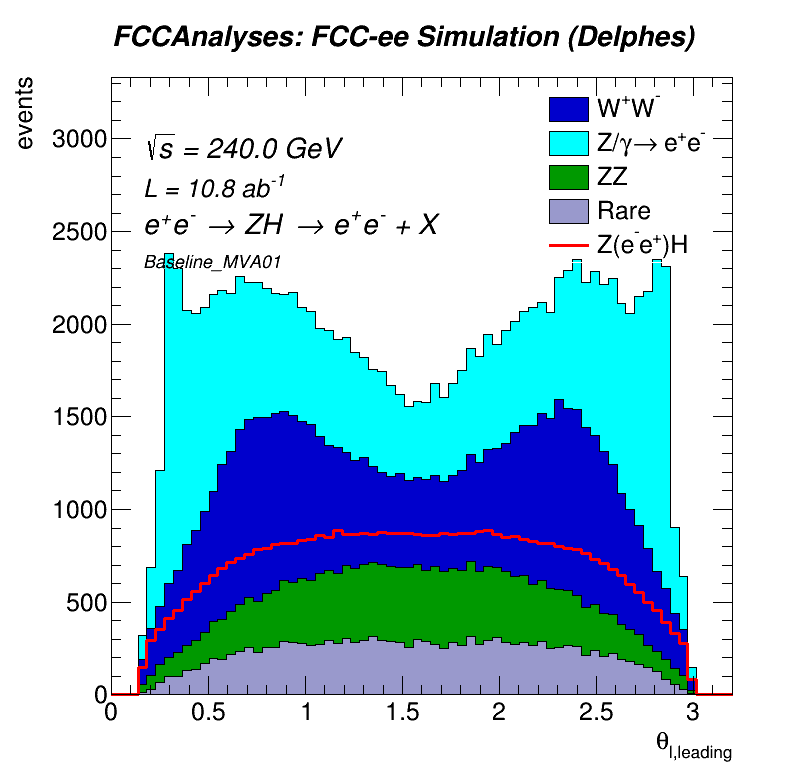 FCCAnalyses: FCC-ee Simulation (Delphes)
events
√s = 240.0 GeV
L = 10.8 ab⁻¹
e⁺e⁻ → ZH → e⁺e⁻ + X
Baseline_MVA01
W⁺W⁻
Z/γ→ e⁺e⁻
ZZ
Rare
Z(e⁻e⁺)H
3000
2500
2000
1500
1000
500
0
0 0.5 1 1.5 2 2.5 3
θl,leading